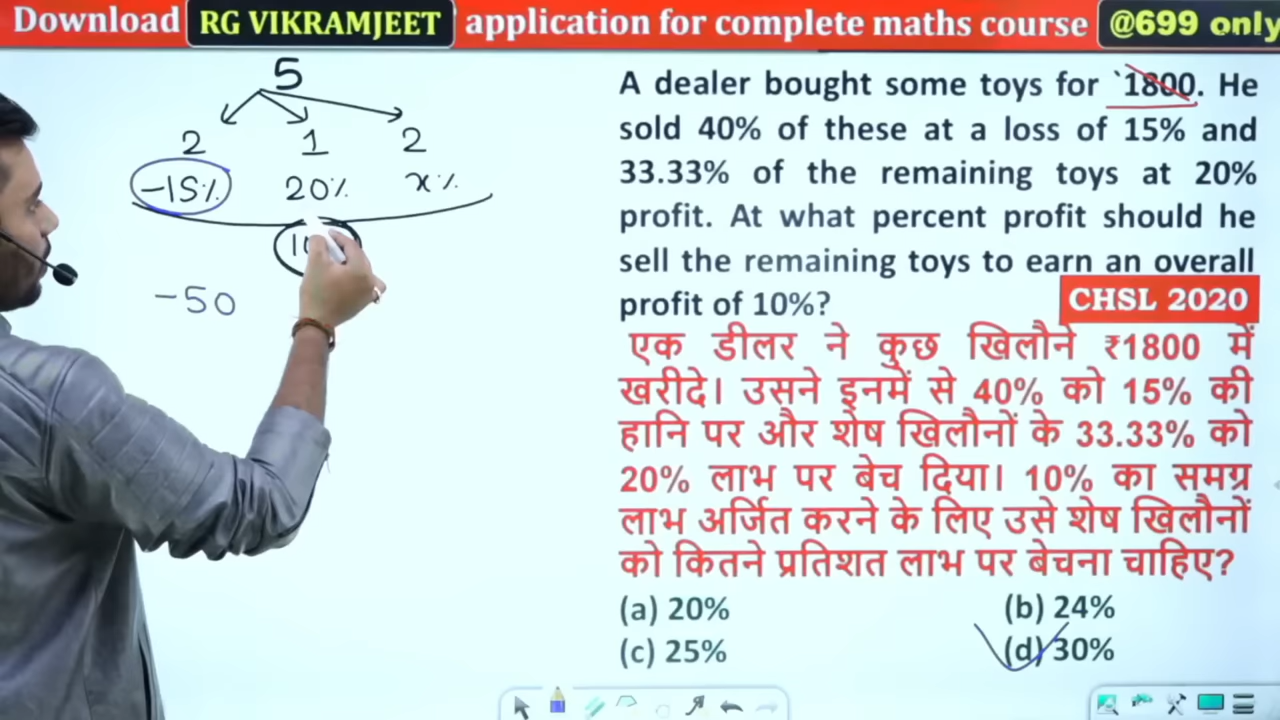 Download RG VIKRAMJEET application for complete maths course @699 only
5
2 1 2
-15% 20% x%
-50
A dealer bought some toys for `1800. He
sold 40% of these at a loss of 15% and
33.33% of the remaining toys at 20%
profit. At what percent profit should he
sell the remaining toys to earn an overall
profit of 10%?
CHSL 2020
एक डीलर ने कुछ खिलौने ₹1800 में
खरीदे। उसने इनमें से 40% को 15% की
हानि पर और शेष खिलौनों के 33.33% को
20% लाभ पर बेच दिया। 10% का समग्र
लाभ अर्जित करने के लिए उसे शेष खिलौनों
को कितने प्रतिशत लाभ पर बेचना चाहिए?
(a) 20% (b) 24%
(c) 25% (d) 30%